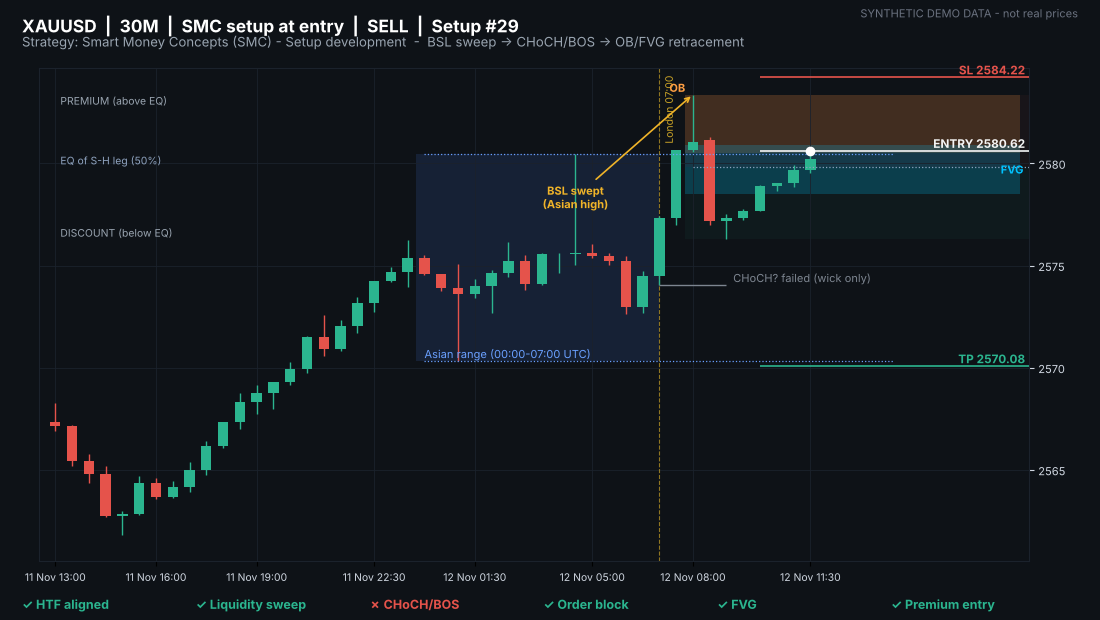 SYNTHETIC DEMO DATA - not real prices
XAUUSD | 30M | SMC setup at entry | SELL | Setup #29
Strategy: Smart Money Concepts (SMC) - Setup development - BSL sweep → CHoCH/BOS → OB/FVG retracement
SL 2584.22
London 07:00
OB
PREMIUM (above EQ)
ENTRY 2580.62
EQ of S-H leg (50%)
2580
FVG
BSL swept
(Asian high)
DISCOUNT (below EQ)
2575
CHoCH? failed (wick only)
Asian range (00:00-07:00 UTC)
TP 2570.08
2570
2565
11 Nov 13:00 11 Nov 16:00 11 Nov 19:00 11 Nov 22:30 12 Nov 01:30 12 Nov 05:00 12 Nov 08:00 12 Nov 11:30
✓ HTF aligned ✓ Liquidity sweep × CHoCH/BOS ✓ Order block ✓ FVG ✓ Premium entry